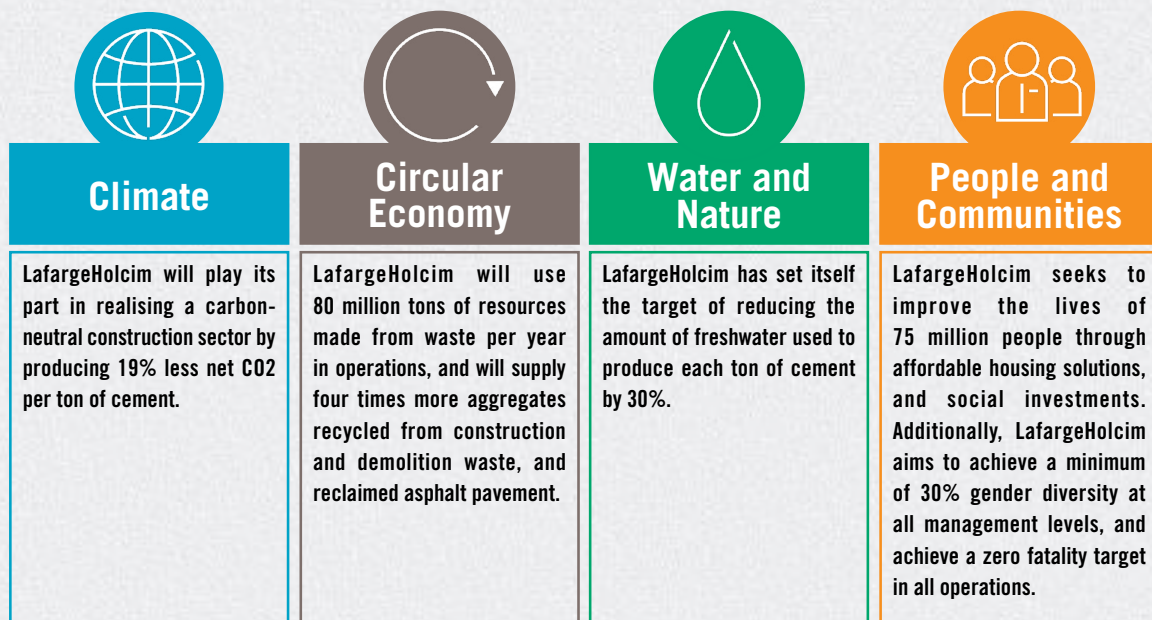 Climate
LafargeHolcim will play its
part in realising a carbon-
neutral construction sector by
producing 19% less net CO2
per ton of cement.
Circular
Economy
LafargeHolcim will use
80 million tons of resources
made from waste per year
in operations, and will supply
four times more aggregates
recycled from construction
and demolition waste, and
reclaimed asphalt pavement.
Water and
Nature
LafargeHolcim has set itself
the target of reducing the
amount of freshwater used to
produce each ton of cement
by 30%.
People and
Communities
LafargeHolcim seeks to
improve the lives of
75 million people through
affordable housing solutions,
and social investments.
Additionally, LafargeHolcim
aims to achieve a minimum
of 30% gender diversity at
all management levels, and
achieve a zero fatality target
in all operations.